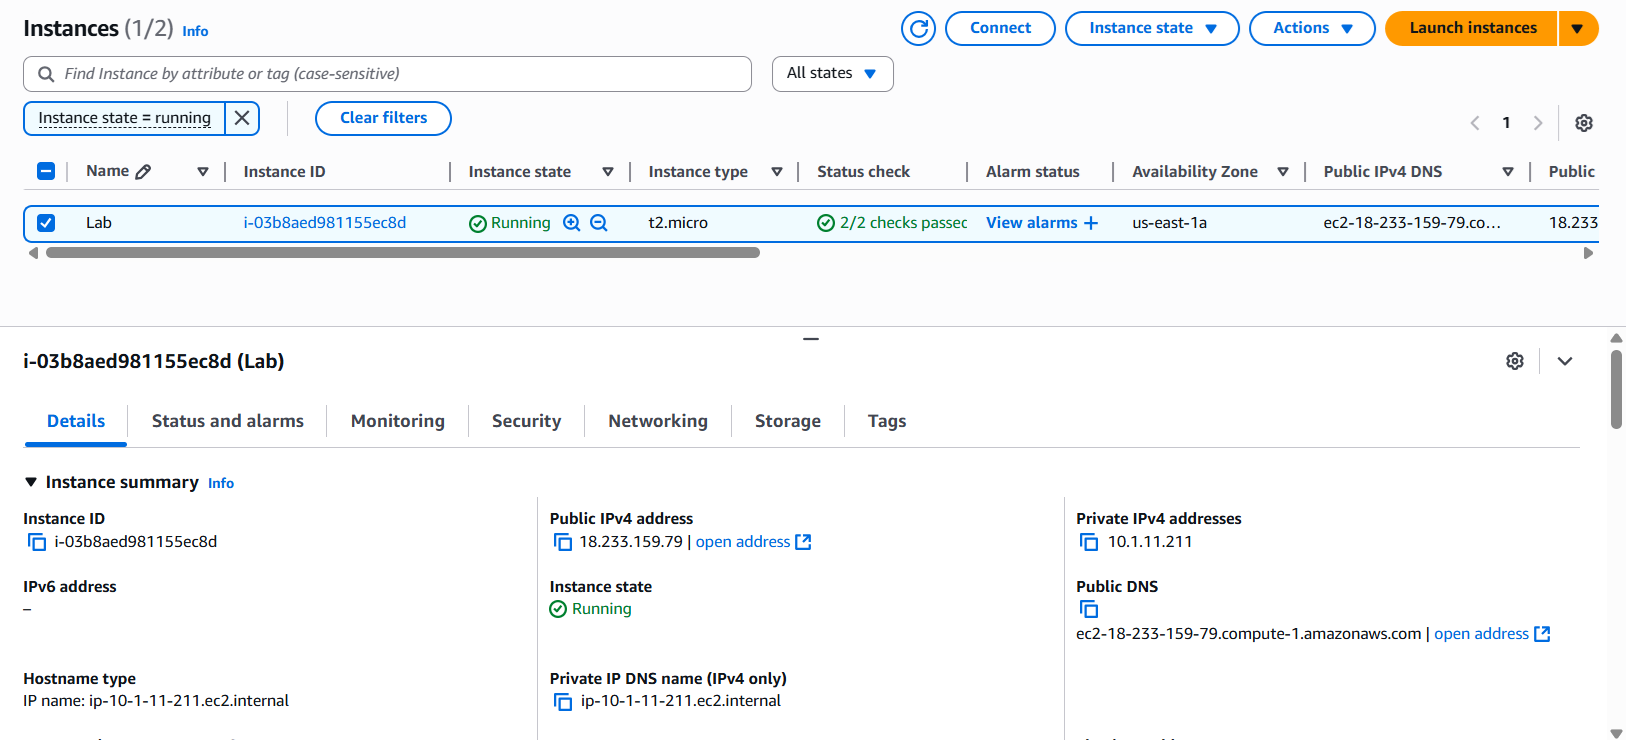 Instances (1/2) Info
Connect
Instance state
Actions
Launch instances
Find Instance by attribute or tag (case-sensitive)
All states
Instance state = running
Clear filters
1
Name Instance ID Instance state Instance type Status check Alarm status Availability Zone Public IPv4 DNS Public
Lab i-03b8aed981155ec8d Running t2.micro 2/2 checks passec View alarms + us-east-1a ec2-18-233-159-79.co... 18.233
i-03b8aed981155ec8d (Lab)
Details Status and alarms Monitoring Security Networking Storage Tags
Instance summary Info
Instance ID
i-03b8aed981155ec8d
Public IPv4 address
18.233.159.79 | open address
Private IPv4 addresses
10.1.11.211
IPv6 address
–
Instance state
Running
Public DNS
ec2-18-233-159-79.compute-1.amazonaws.com | open address
Hostname type
IP name: ip-10-1-11-211.ec2.internal
Private IP DNS name (IPv4 only)
ip-10-1-11-211.ec2.internal